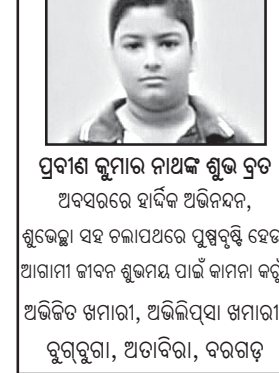 ପ୍ରବୀଣ କୁମାର ନାଥଙ୍କ ଶୁଭ ବ୍ରତ
ଅବସରରେ ହାର୍ଦ୍ଦିକ ଅଭିନନ୍ଦନ,
ଶୁଭେଚ୍ଛା ସହ ଚଲାପଥରେ ପୁଷ୍ପବୃଷ୍ଟି ହେଉ
ଆଗାମୀ ଜୀବନ ଶୁଭମୟ ପାଇଁ କାମନା କରୁଁ
ଅଭିଜିତ ଖମାରୀ, ଅଭିଲିପ୍‌ସା ଖମାରୀ
ବୁଗ୍‌ବୁଗା, ଅତାବିରା, ବରଗଡ଼